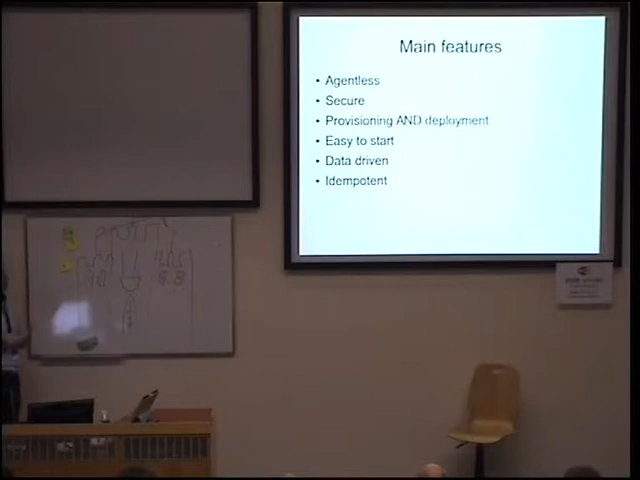 Main features
• Agentless
• Secure
• Provisioning AND deployment
• Easy to start
• Data driven
• Idempotent